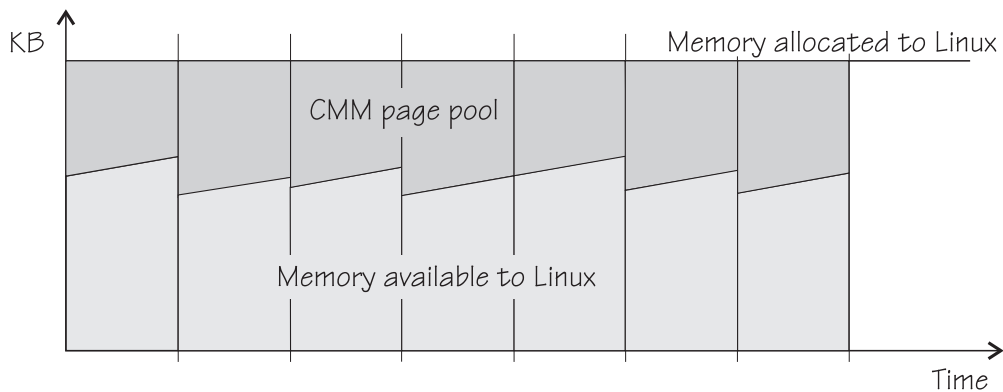 KB
Memory allocated to Linux
CMM page pool
Memory available to Linux
Time